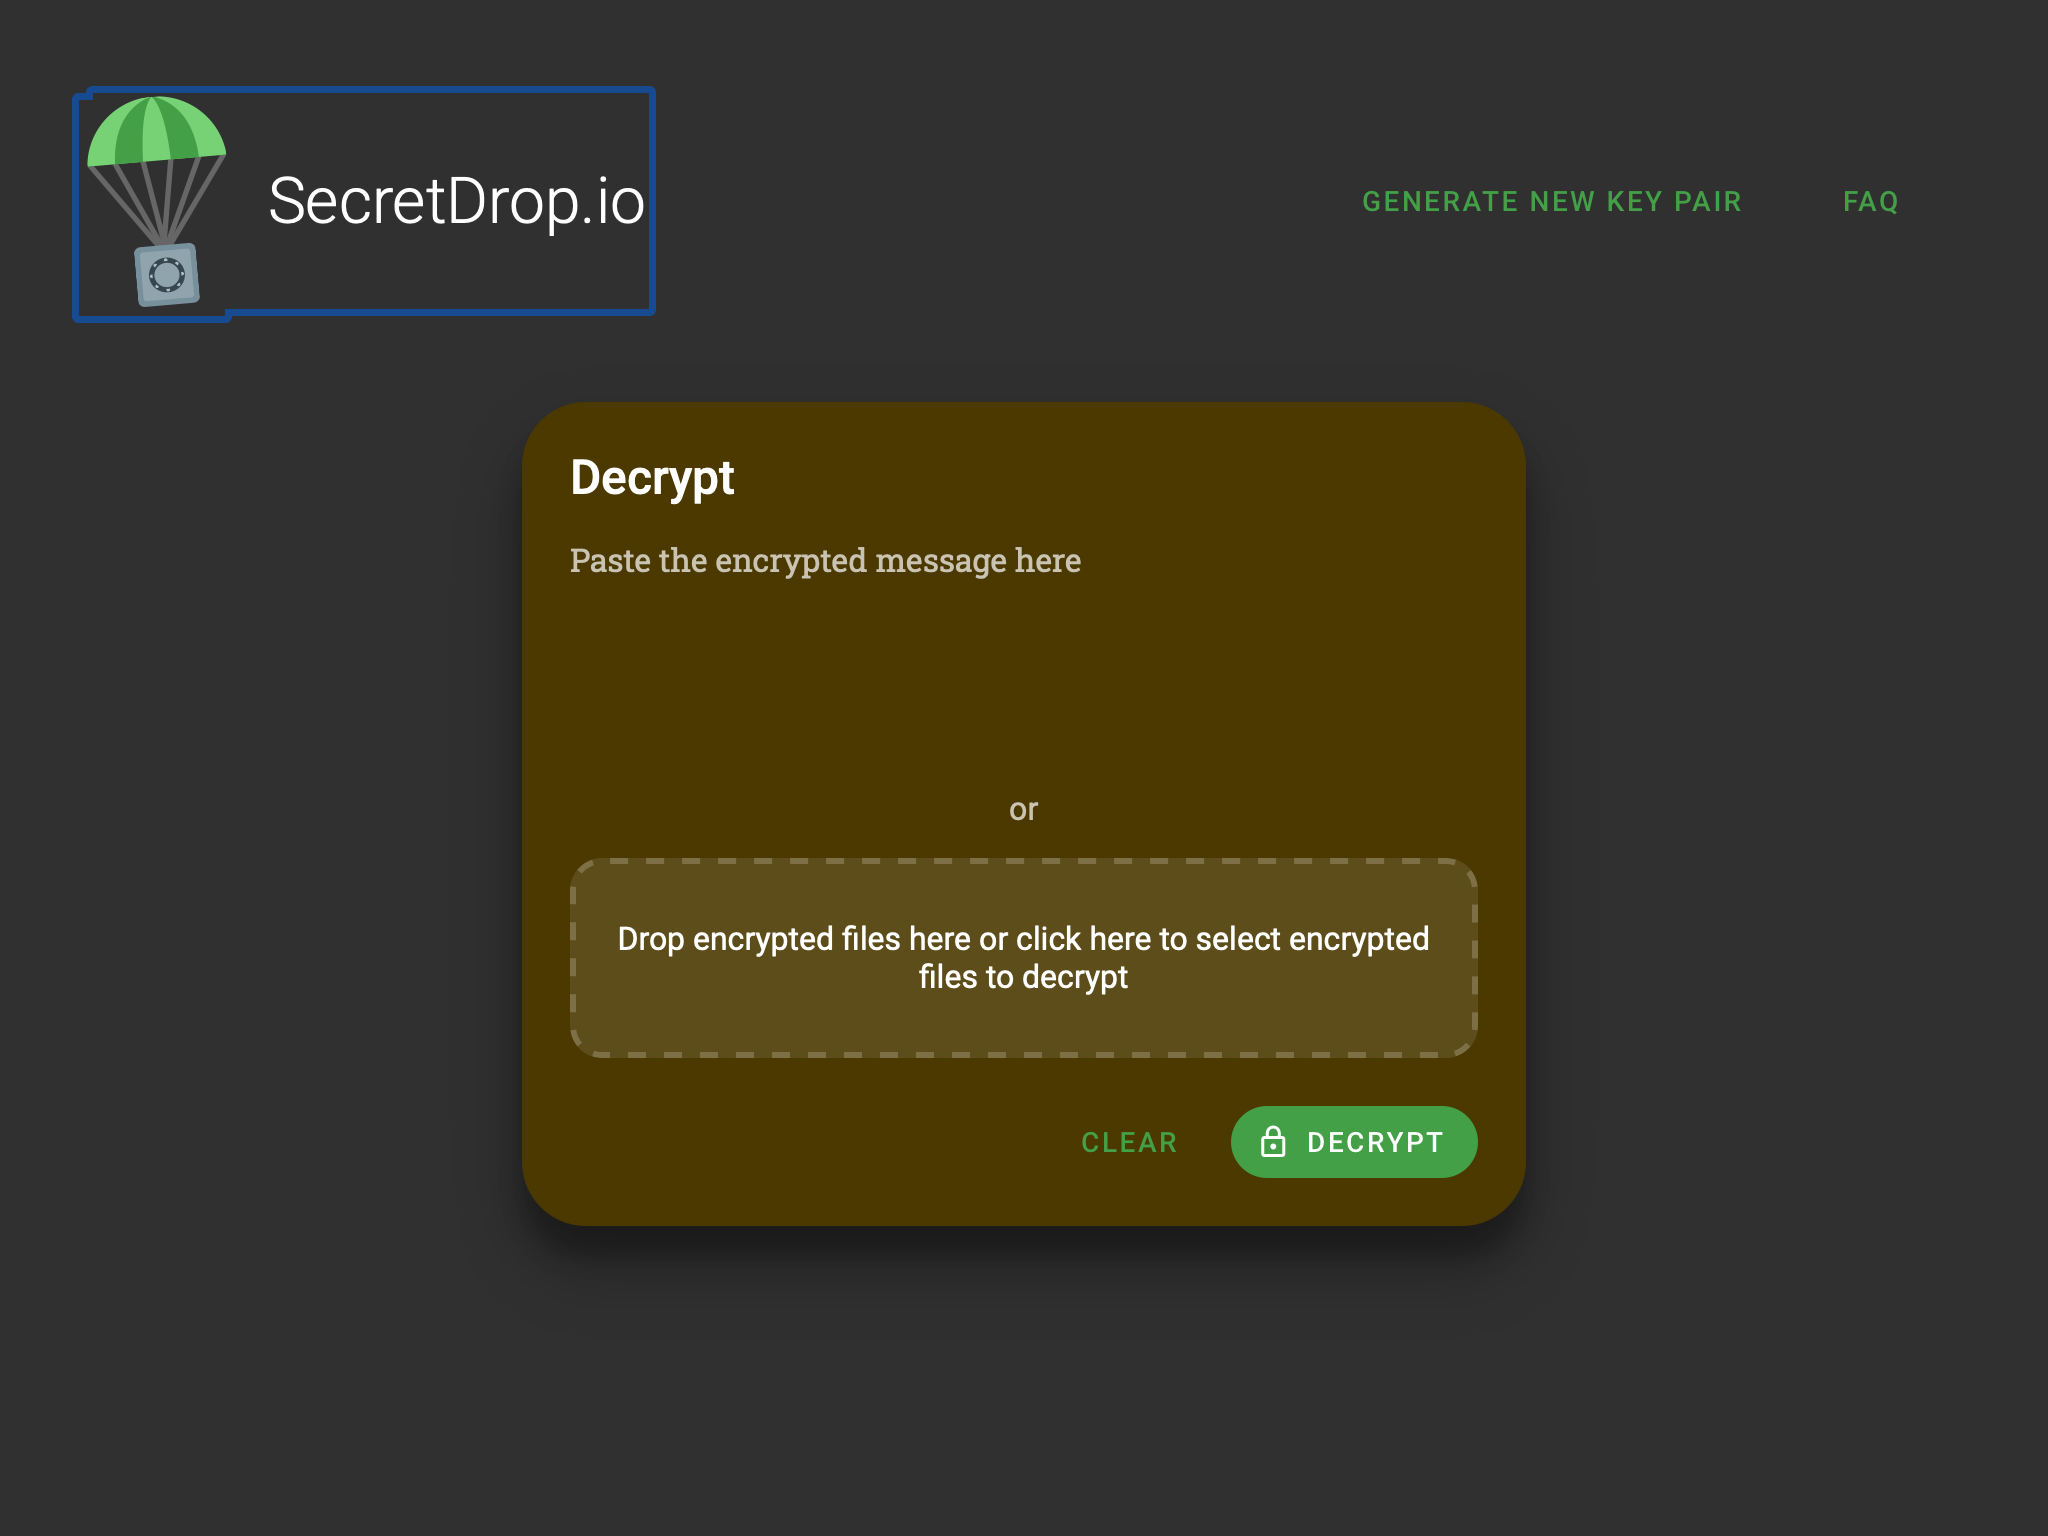 SecretDrop.io
GENERATE NEW KEY PAIR
FAQ
Decrypt
Paste the encrypted message here
or
Drop encrypted files here or click here to select encrypted
files to decrypt
CLEAR
DECRYPT